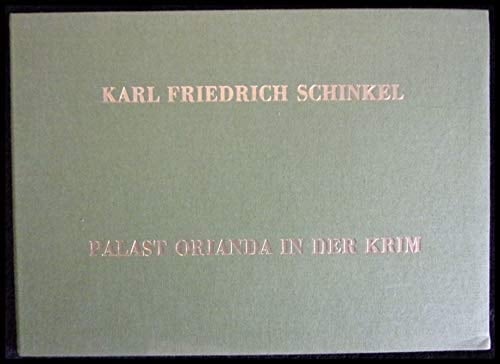 KARL FRIEDRICH SCHINKEL
PALAST ORIANDA IN DER KRIM